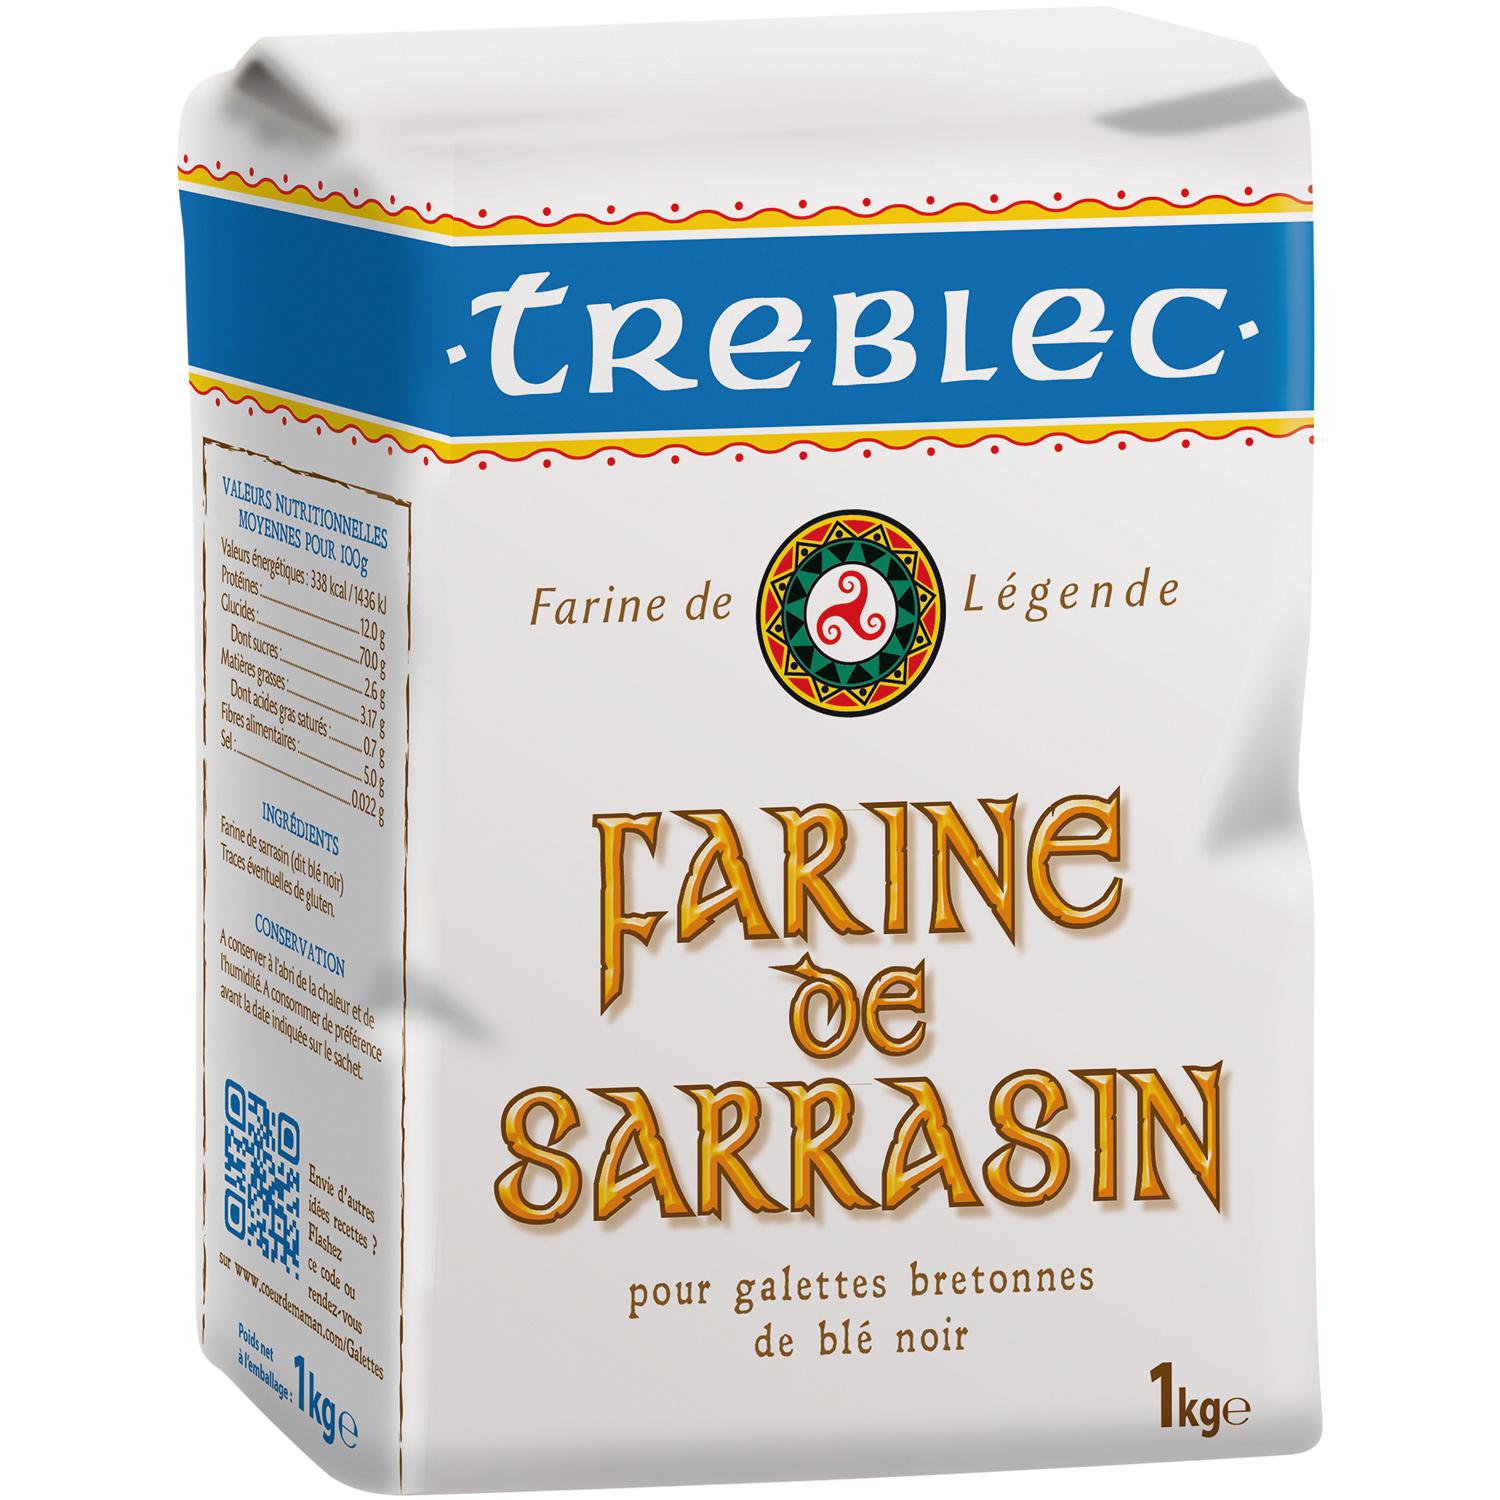 ·TREBLEC·
Farine de Légende
FARINE
DE
SARRASIN
pour galettes bretonnes
de blé noir
1kg e
VALEURS NUTRITIONNELLES
MOYENNES POUR 100g
Valeurs énergétiques : 338 kcal / 1436 kJ
Protéines : 12.0 g
Glucides : 70.0 g
Dont sucres : 2.6 g
Matières grasses : 3.17 g
Dont acides gras saturés : 0.7 g
Fibres alimentaires : 5.0 g
Sel : 0.022 g
INGRÉDIENTS
Farine de sarrasin (dit blé noir)
Traces éventuelles de gluten.
CONSERVATION
A conserver à l'abri de la chaleur et de
l'humidité. A consommer de préférence
avant la date indiquée sur le sachet.
Envie d'autres
idées recettes ?
Flashez
ce code ou
rendez-vous
sur www.coeurdemaman.com/Galettes
Poids net
à l'emballage : 1kg e